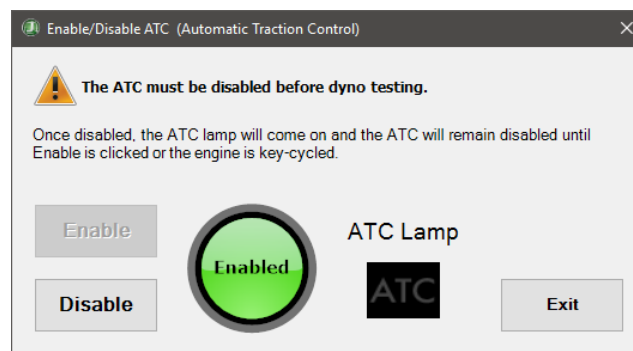 Enable/Disable ATC (Automatic Traction Control)
The ATC must be disabled before dyno testing.
Once disabled, the ATC lamp will come on and the ATC will remain disabled until
Enable is clicked or the engine is key-cycled.
Enable
Enabled
ATC Lamp
ATC
Disable
Exit